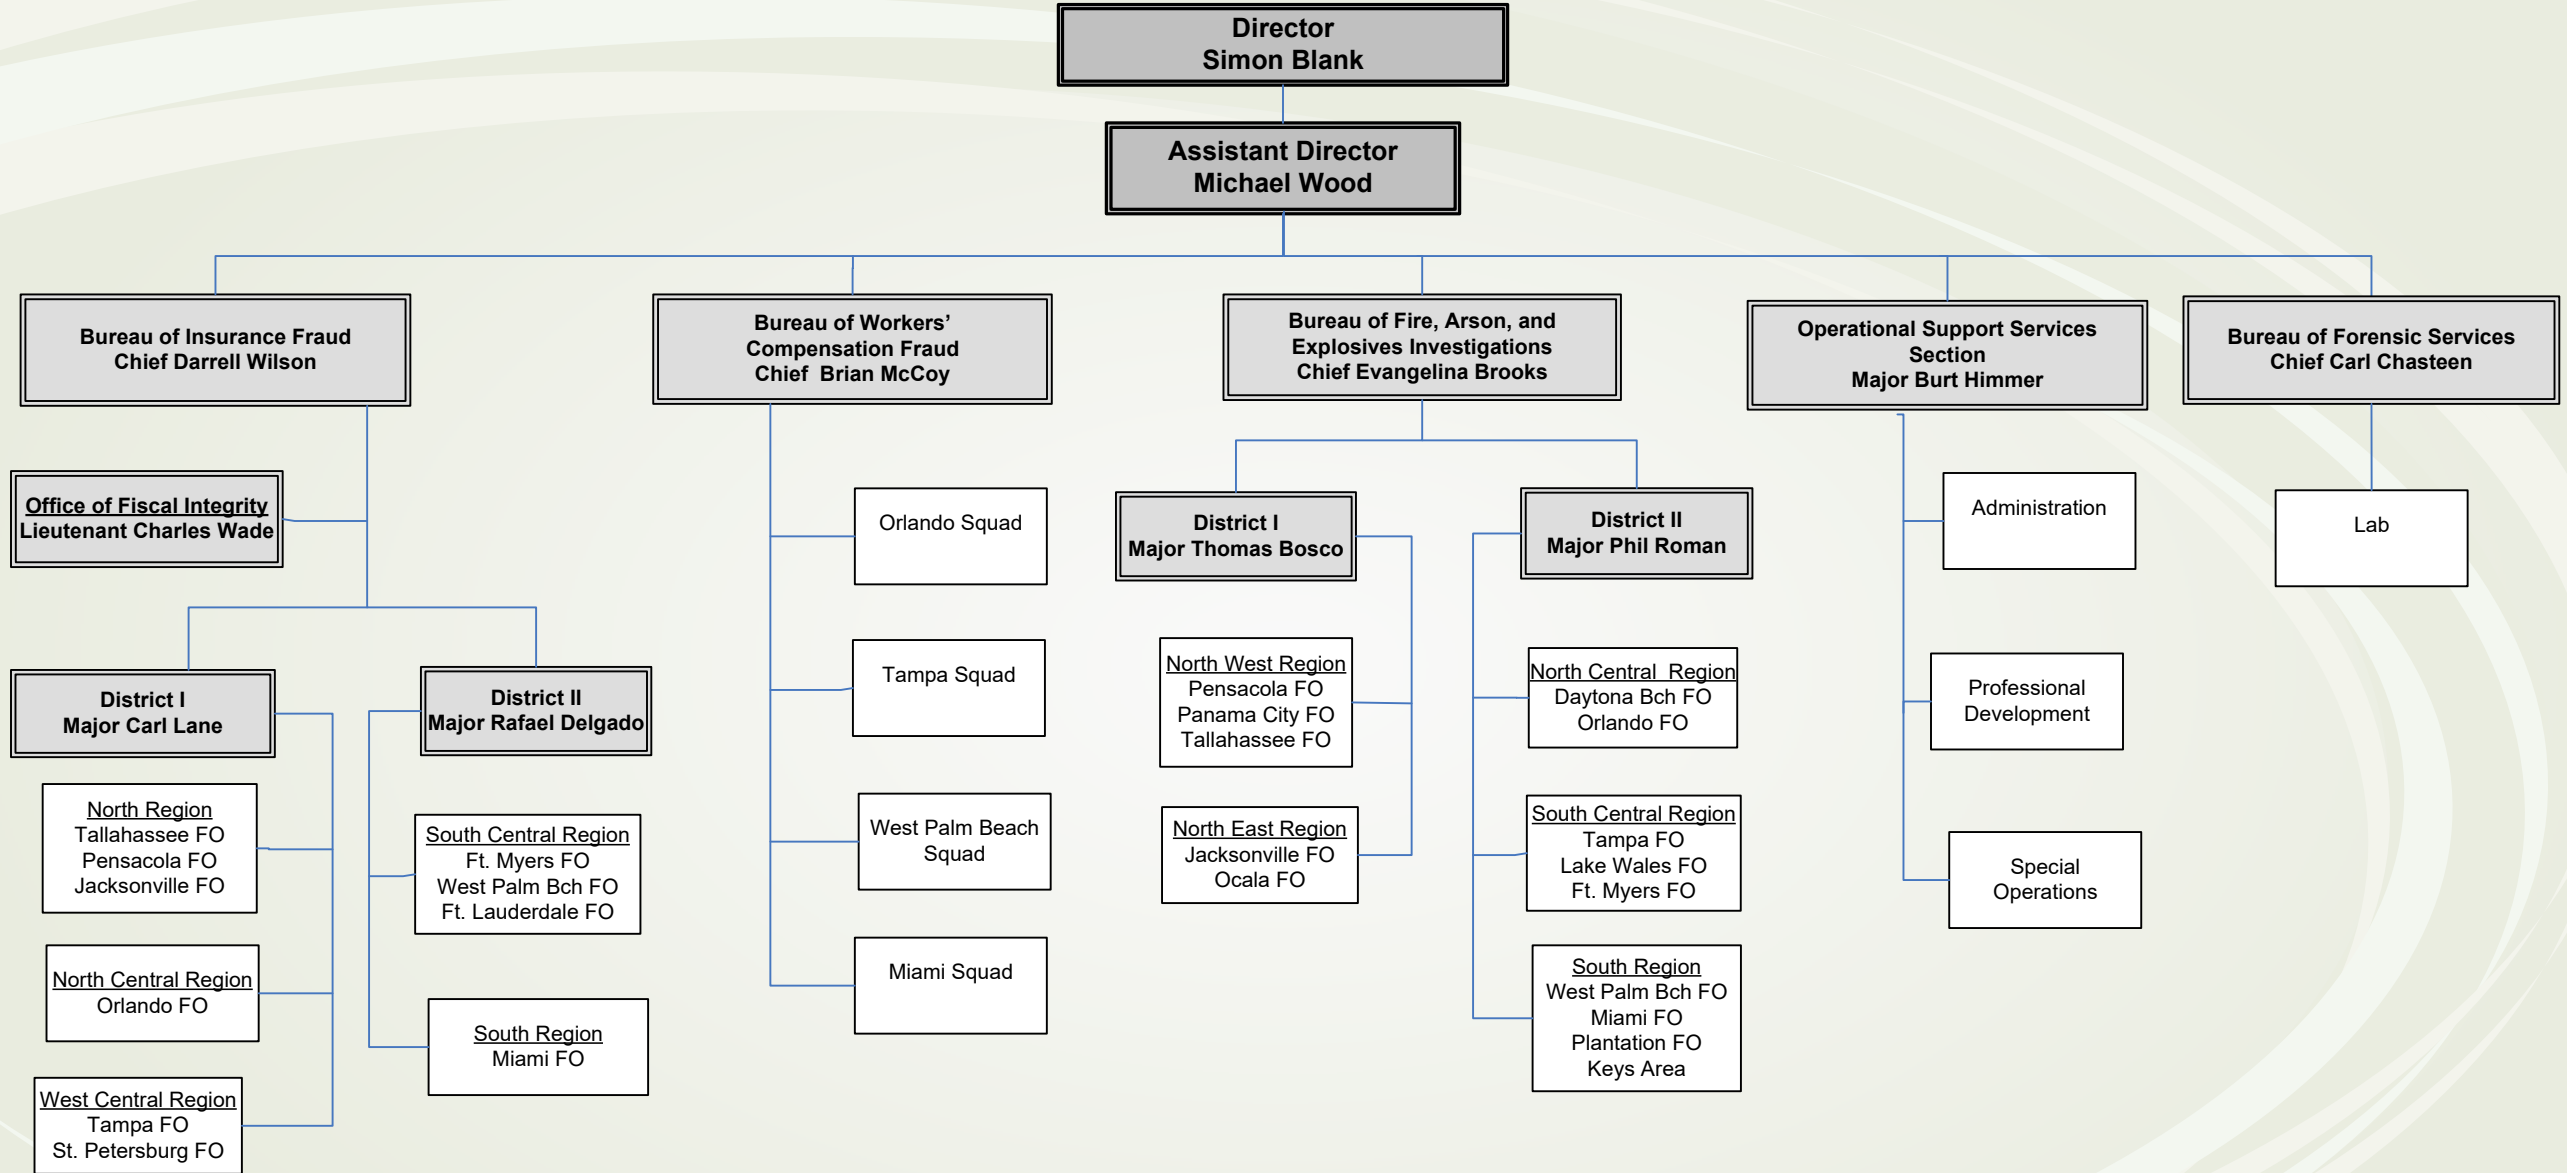 Director
Simon Blank
Assistant Director
Michael Wood
Bureau of Insurance Fraud
Chief Darrell Wilson
Bureau of Workers’
Compensation Fraud
Chief Brian McCoy
Bureau of Fire, Arson, and
Explosives Investigations
Chief Evangelina Brooks
Operational Support Services
Section
Major Burt Himmer
Bureau of Forensic Services
Chief Carl Chasteen
Office of Fiscal Integrity
Lieutenant Charles Wade
District I
Major Carl Lane
North Region
Tallahassee FO
Pensacola FO
Jacksonville FO
North Central Region
Orlando FO
West Central Region
Tampa FO
St. Petersburg FO
District II
Major Rafael Delgado
South Central Region
Ft. Myers FO
West Palm Bch FO
Ft. Lauderdale FO
South Region
Miami FO
Orlando Squad
Tampa Squad
West Palm Beach
Squad
Miami Squad
District I
Major Thomas Bosco
North West Region
Pensacola FO
Panama City FO
Tallahassee FO
North East Region
Jacksonville FO
Ocala FO
District II
Major Phil Roman
North Central Region
Daytona Bch FO
Orlando FO
South Central Region
Tampa FO
Lake Wales FO
Ft. Myers FO
South Region
West Palm Bch FO
Miami FO
Plantation FO
Keys Area
Administration
Professional
Development
Special
Operations
Lab